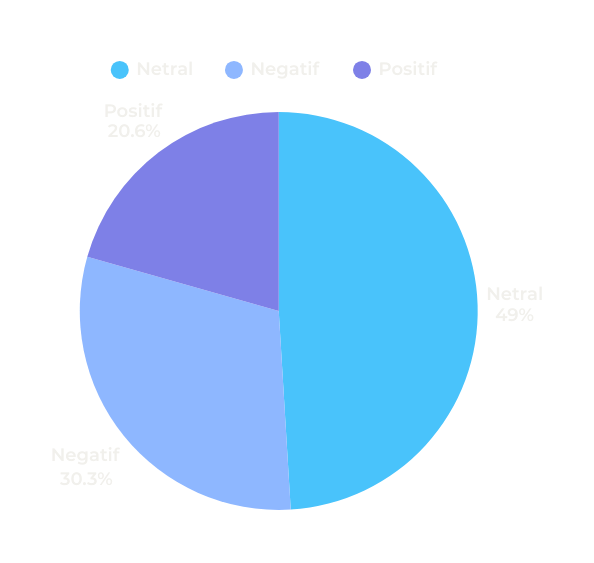 Netral Negatif Positif
Positif
20.6%
Netral
49%
Negatif
30.3%